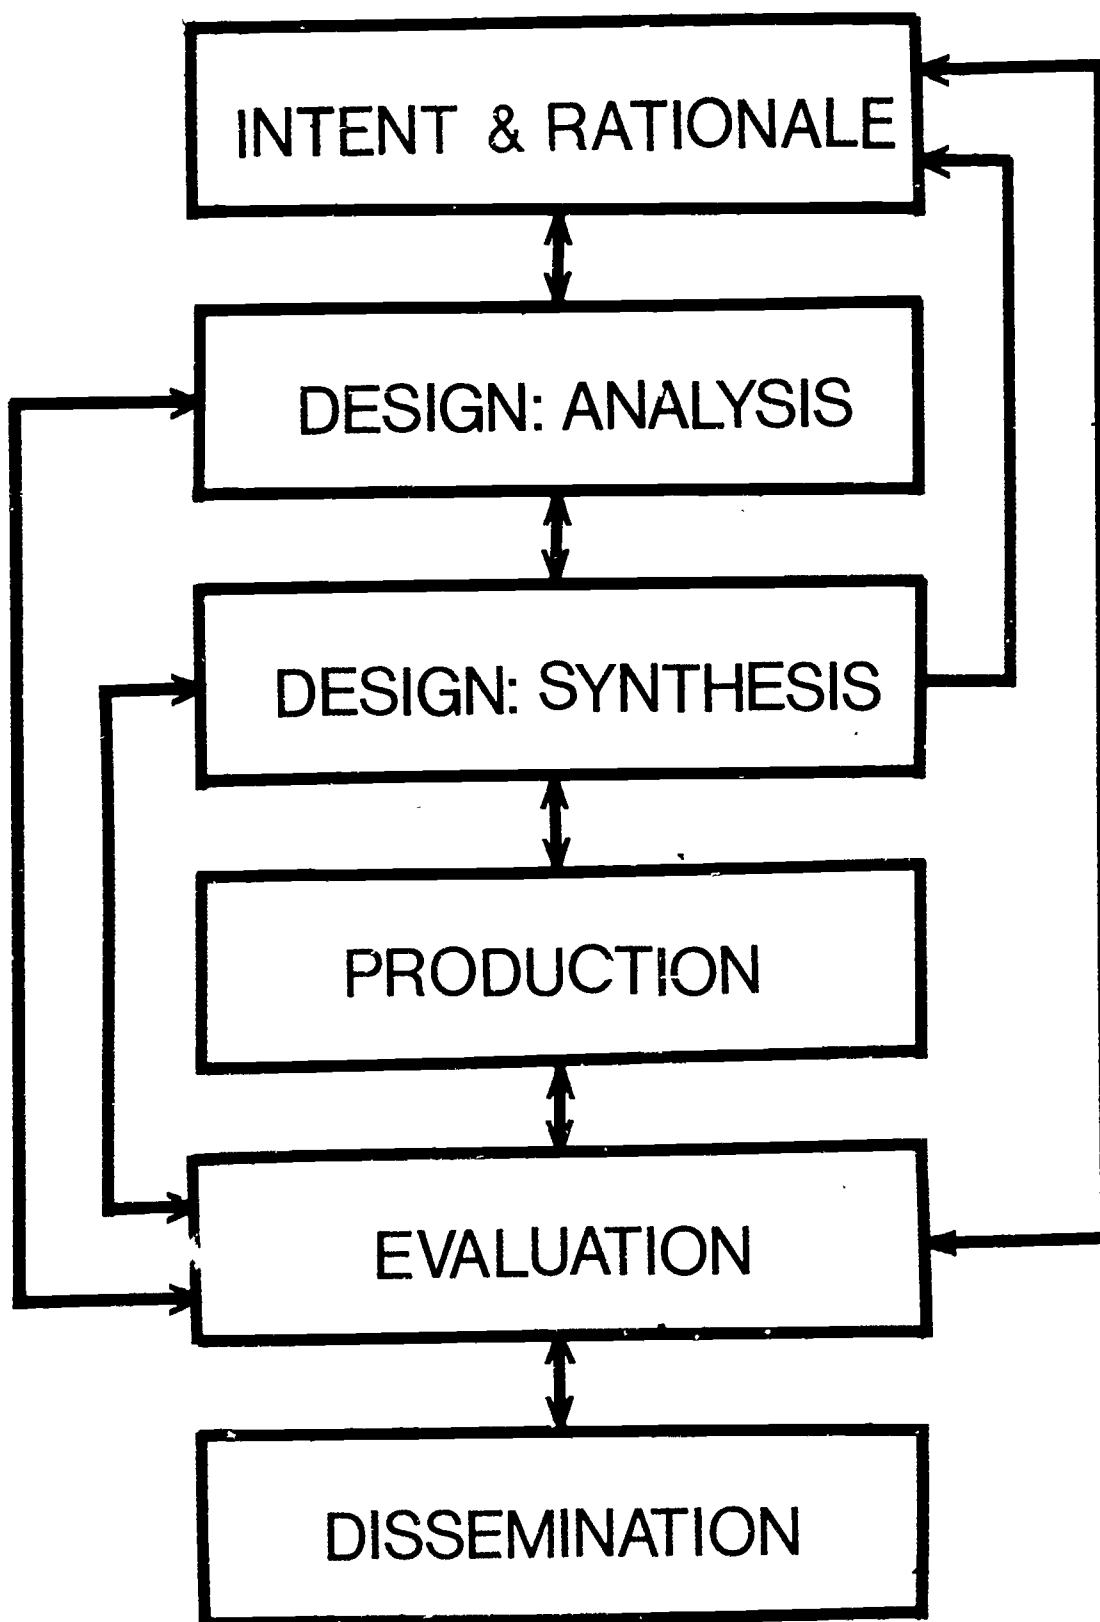 INTENT & RATIONALE
DESIGN: ANALYSIS
DESIGN: SYNTHESIS
PRODUCTION
EVALUATION
DISSEMINATION